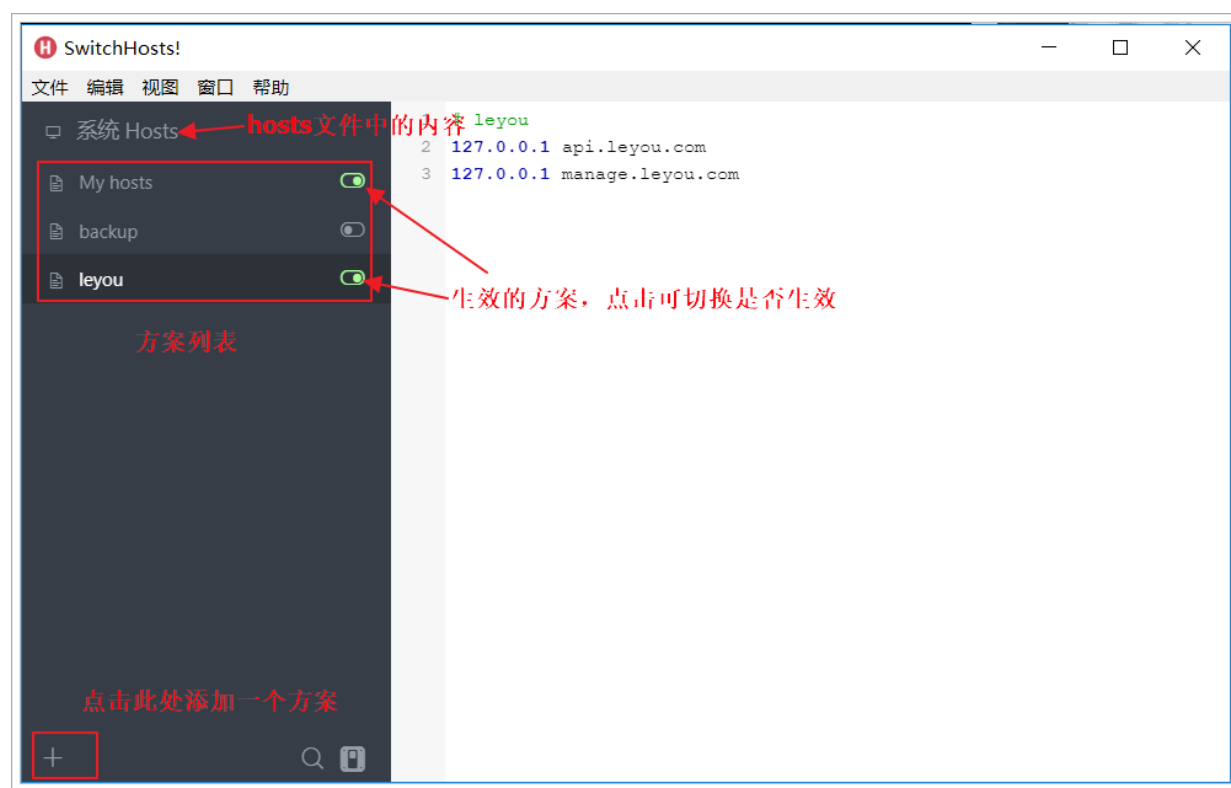 SwitchHosts!
文件 编辑 视图 窗口 帮助
系统 Hosts
hosts文件中的内容
# leyou
2 127.0.0.1 api.leyou.com
3 127.0.0.1 manage.leyou.com
My hosts
backup
leyou
生效的方案，点击可切换是否生效
方案列表
点击此处添加一个方案